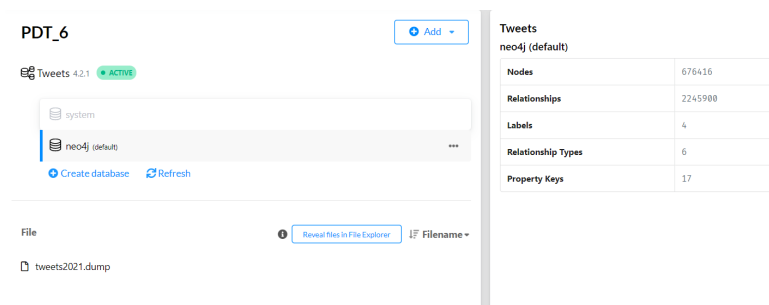 PDT_6
Add
Tweets 4.2.1 ACTIVE
system
neo4j (default)
Create database Refresh
File
Reveal files in File Explorer Filename
tweets2021.dump
Tweets
neo4j (default)
Nodes 676416
Relationships 2245900
Labels 4
Relationship Types 6
Property Keys 17